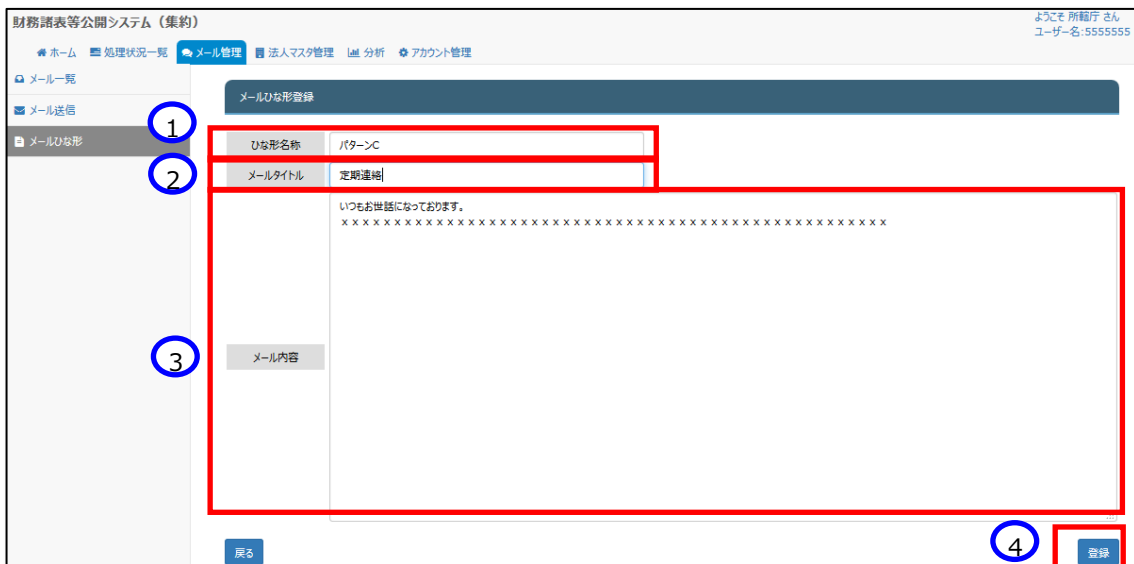 財務諸表等公開システム（集約）
ようこそ 所轄庁 さん
ユーザー名:5555555
ホーム 処理状況一覧 メール管理 法人マスタ管理 分析 アカウント管理
メール一覧
メール送信
メールひな形
メールひな形登録
1
ひな形名称 パターンC
2
メールタイトル 定期連絡
いつもお世話になっております。
ｘｘｘｘｘｘｘｘｘｘｘｘｘｘｘｘｘｘｘｘｘｘｘｘｘｘｘｘｘｘｘｘｘｘｘｘｘｘｘｘｘｘｘｘｘｘｘｘｘｘｘｘ
3
メール内容
戻る
4
登録